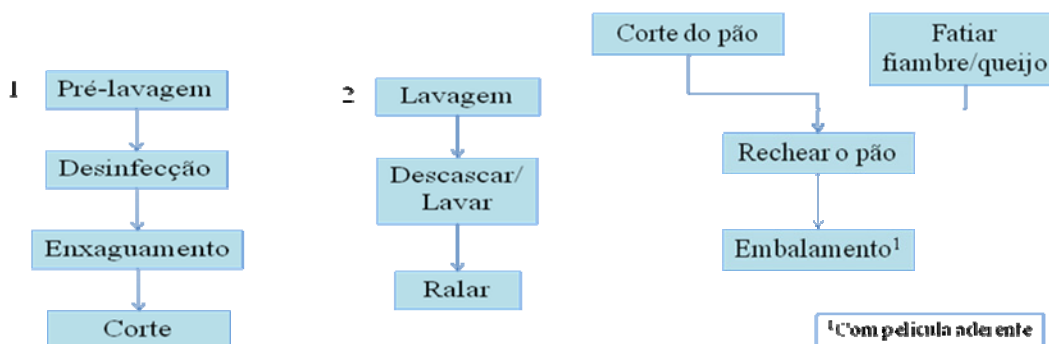 1
Pré-lavagem
Desinfecção
Enxaguamento
Corte
2
Lavagem
Descascar/
Lavar
Ralar
Corte do pão
Fatiar
fiambre/queijo
Rechear o pão
Embalamento¹
¹Com pelicula aderente